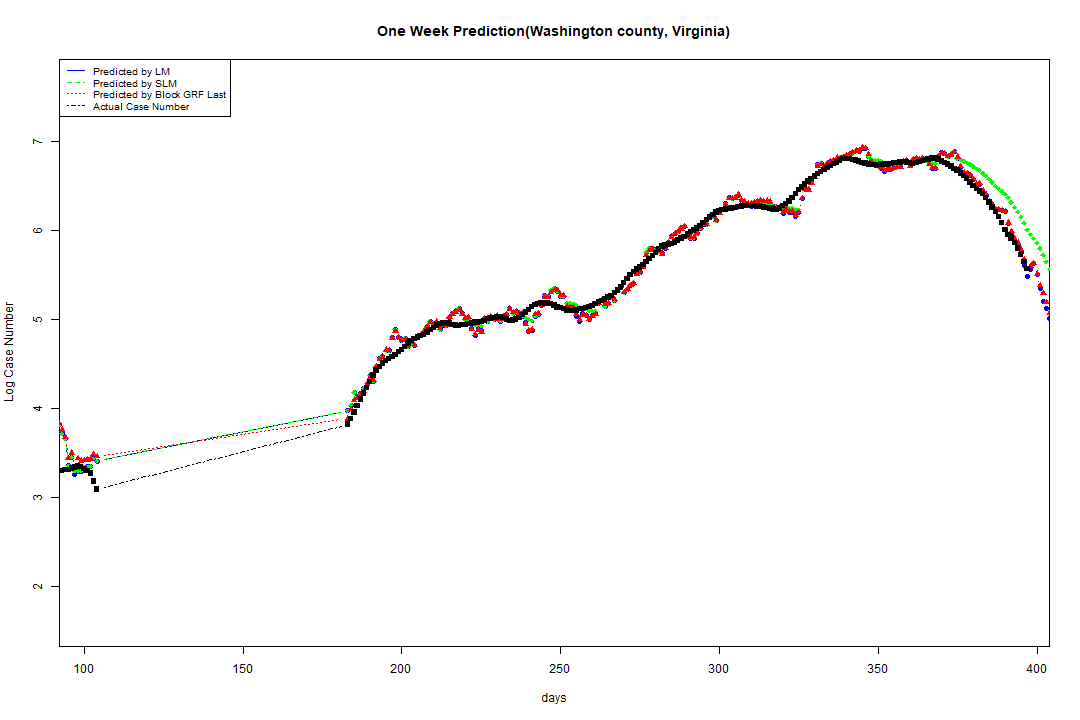 One Week Prediction(Washington county, Virginia)
Predicted by LM
Predicted by SLM
Predicted by Block GRF Last
Actual Case Number
7
6
5
4
3
2
Log Case Number
100 150 200 250 300 350 400
days